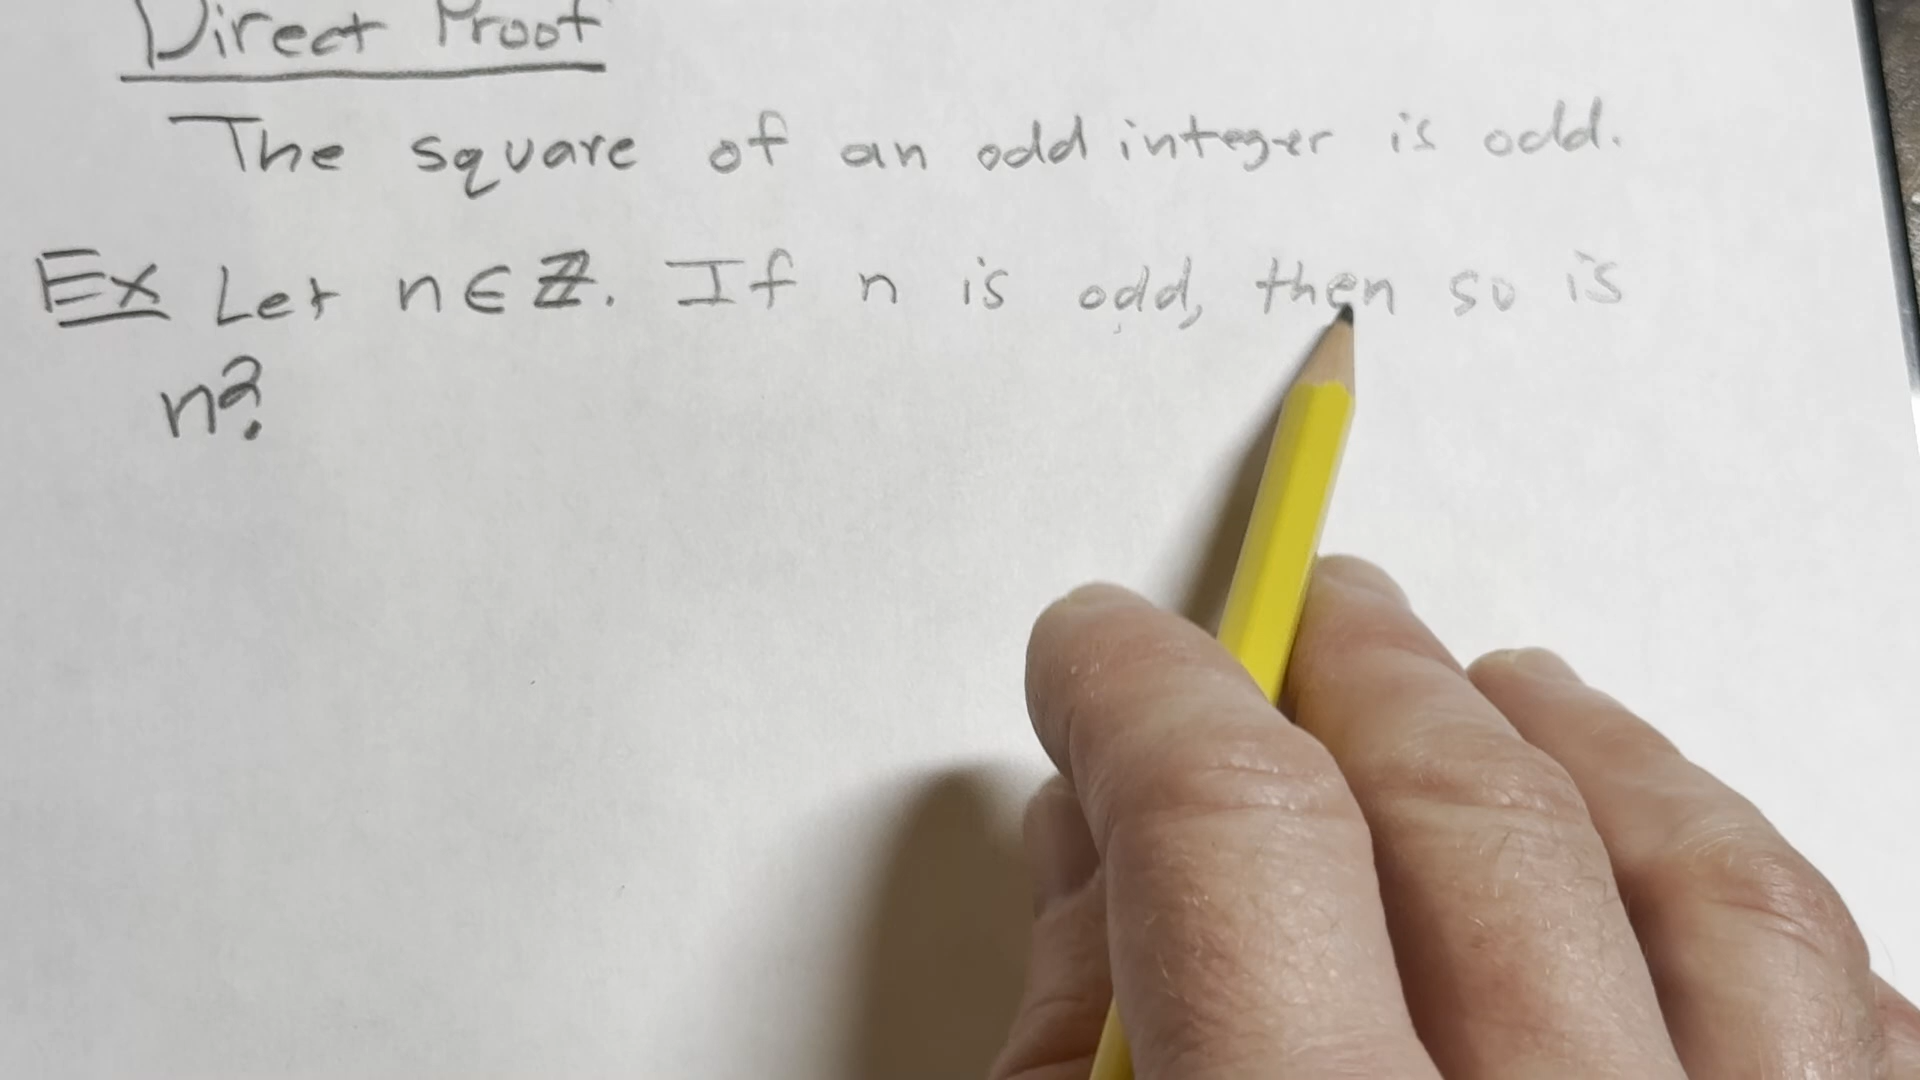 Direct Proof
The square of an odd integer is odd.
Ex Let n∈ℤ. If n is odd, then so is
n².